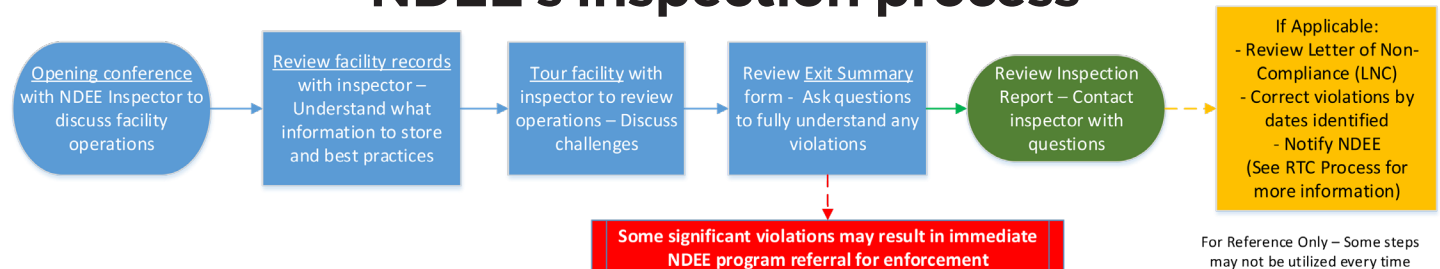 NDEE's inspection process
Opening conference
with NDEE Inspector to
discuss facility
operations
Review facility records
with inspector –
Understand what
information to store
and best practices
Tour facility with
inspector to review
operations – Discuss
challenges
Review Exit Summary
form -  Ask questions
to fully understand any
violations
Review Inspection
Report – Contact
inspector with
questions
If Applicable:
- Review Letter of Non-
Compliance (LNC)
- Correct violations by
dates identified
- Notify NDEE
(See RTC Process for
more information)
Some significant violations may result in immediate
NDEE program referral for enforcement
For Reference Only – Some steps
may not be utilized every time